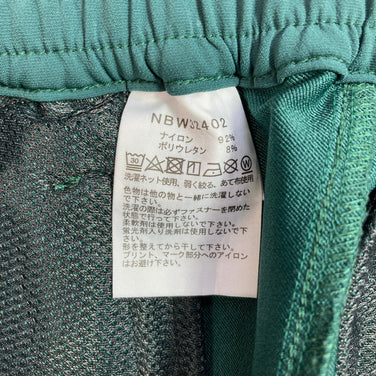 NBW32402
ナイロン 92%
ポリウレタン 8%
洗濯ネット使用、弱く絞る、あて布使用
色物は他の物と一緒に洗濯しないで
下さい。
洗濯の際は必ずファスナーを閉めた
状態で行って下さい。
柔軟剤は使用しないで下さい。
蛍光剤入り洗剤は使用しないで下
さい。
形を整えてから干して下さい。
プリント、マーク部分へのアイロン
はお避け下さい。